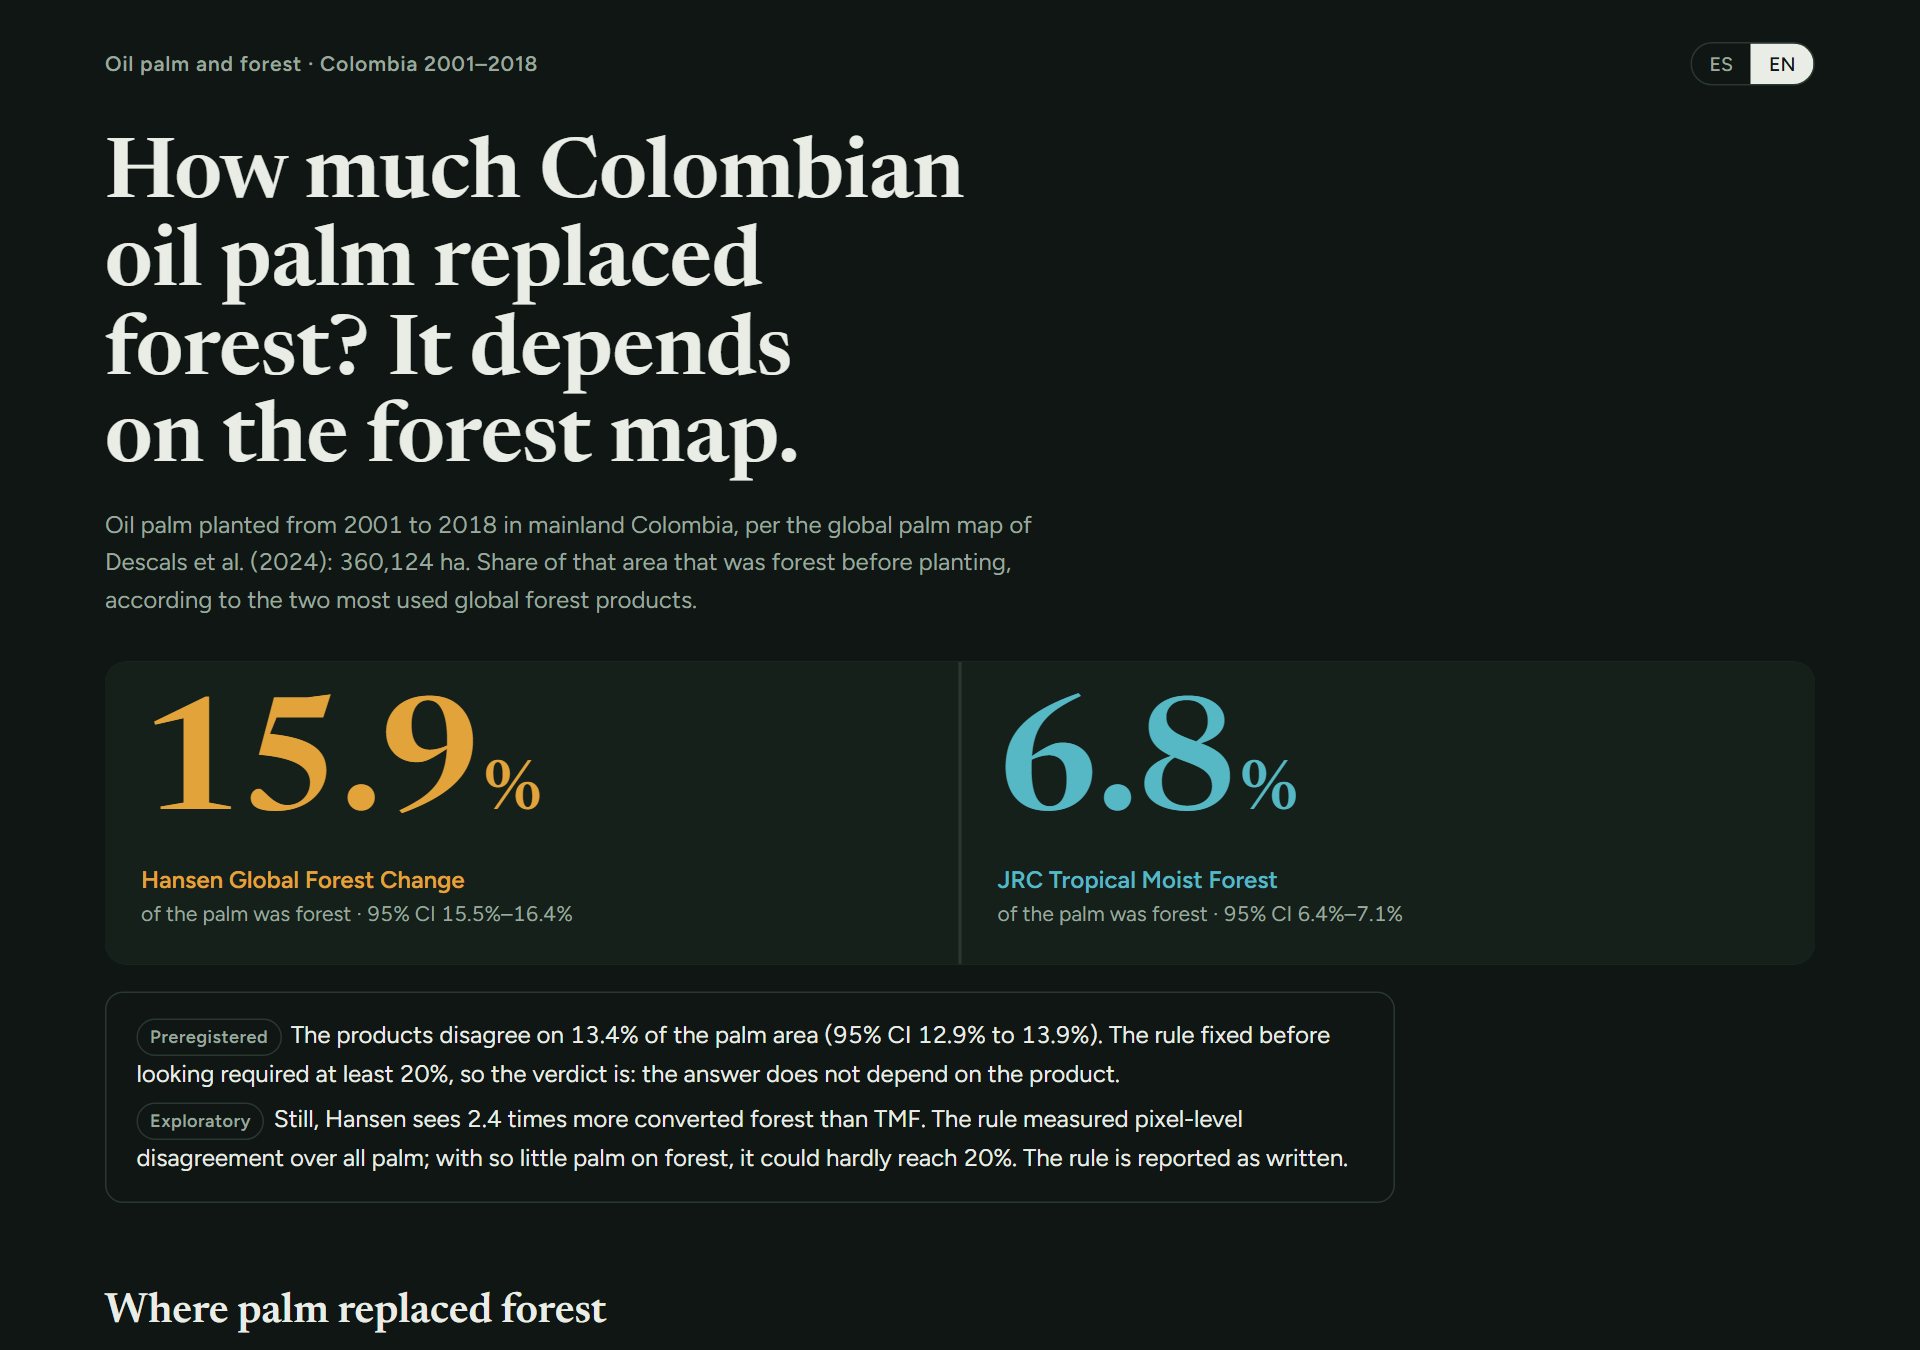 Oil palm and forest · Colombia 2001–2018
ES EN
How much Colombian
oil palm replaced
forest? It depends
on the forest map.
Oil palm planted from 2001 to 2018 in mainland Colombia, per the global palm map of
Descals et al. (2024): 360,124 ha. Share of that area that was forest before planting,
according to the two most used global forest products.
15.9%
Hansen Global Forest Change
of the palm was forest · 95% CI 15.5%–16.4%
6.8%
JRC Tropical Moist Forest
of the palm was forest · 95% CI 6.4%–7.1%
Preregistered The products disagree on 13.4% of the palm area (95% CI 12.9% to 13.9%). The rule fixed before
looking required at least 20%, so the verdict is: the answer does not depend on the product.
Exploratory Still, Hansen sees 2.4 times more converted forest than TMF. The rule measured pixel-level
disagreement over all palm; with so little palm on forest, it could hardly reach 20%. The rule is reported as written.
Where palm replaced forest